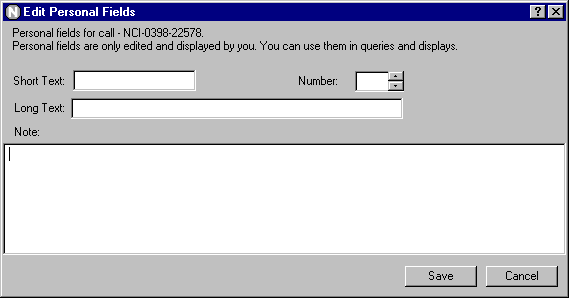 N Edit Personal Fields ? ×
Personal fields for call - NCI-0398-22578.
Personal fields are only edited and displayed by you. You can use them in queries and displays.
Short Text: Number:
Long Text:
Note:
Save Cancel